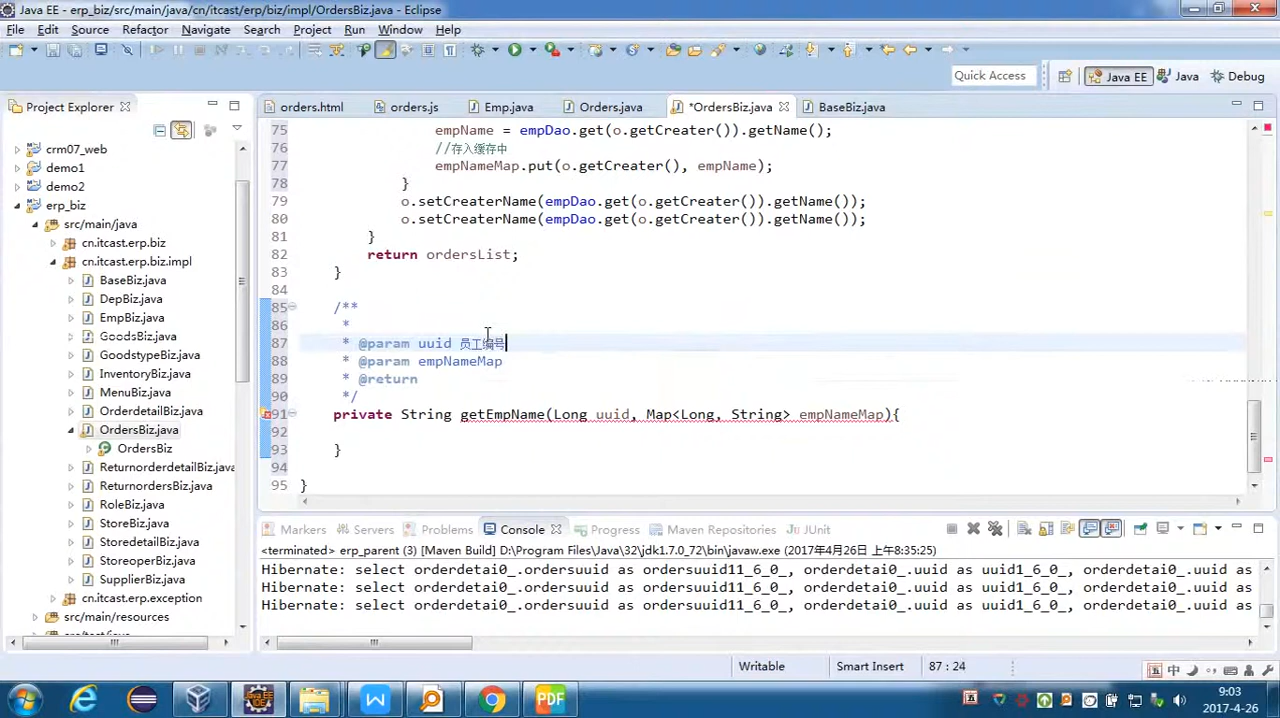 Java EE - erp_biz/src/main/java/cn/itcast/erp/biz/impl/OrdersBiz.java - Eclipse
File Edit Source Refactor Navigate Search Project Run Window Help
Quick Access
Java EE
Java
Debug
Project Explorer
crm07_web
demo1
demo2
erp_biz
src/main/java
cn.itcast.erp.biz
cn.itcast.erp.biz.impl
BaseBiz.java
DepBiz.java
EmpBiz.java
GoodsBiz.java
GoodstypeBiz.java
InventoryBiz.java
MenuBiz.java
OrderdetailBiz.java
OrdersBiz.java
OrdersBiz
ReturnorderdetailBiz.java
ReturnordersBiz.java
RoleBiz.java
StoreBiz.java
StoredetailBiz.java
StoreoperBiz.java
SupplierBiz.java
cn.itcast.erp.exception
src/main/resources
orders.html orders.js Emp.java Orders.java *OrdersBiz.java BaseBiz.java
75 empName = empDao.get(o.getCreater()).getName();
76 //存入缓存中
77 empNameMap.put(o.getCreater(), empName);
78 }
79 o.setCreaterName(empDao.get(o.getCreater()).getName());
80 o.setCreaterName(empDao.get(o.getCreater()).getName());
81 }
82 return ordersList;
83 }
84
85 /**
86 *
87 * @param uuid 员工编号
88 * @param empNameMap
89 * @return
90 */
91 private String getEmpName(Long uuid, Map<Long, String> empNameMap){
92
93 }
94
95 }
Markers Servers Problems Console Progress Maven Repositories JUnit
<terminated> erp_parent (3) [Maven Build] D:\Program Files\Java\32\jdk1.7.0_72\bin\javaw.exe (2017年4月26日 上午8:35:25)
Hibernate: select orderdetai0_.ordersuuid as ordersuuid11_6_0_, orderdetai0_.uuid as uuid1_6_0_, orderdetai0_.uuid as
Hibernate: select orderdetai0_.ordersuuid as ordersuuid11_6_0_, orderdetai0_.uuid as uuid1_6_0_, orderdetai0_.uuid as
Hibernate: select orderdetai0_.ordersuuid as ordersuuid11_6_0_, orderdetai0_.uuid as uuid1_6_0_, orderdetai0_.uuid as
Writable Smart Insert 87 : 24
五 中
9:03
2017-4-26